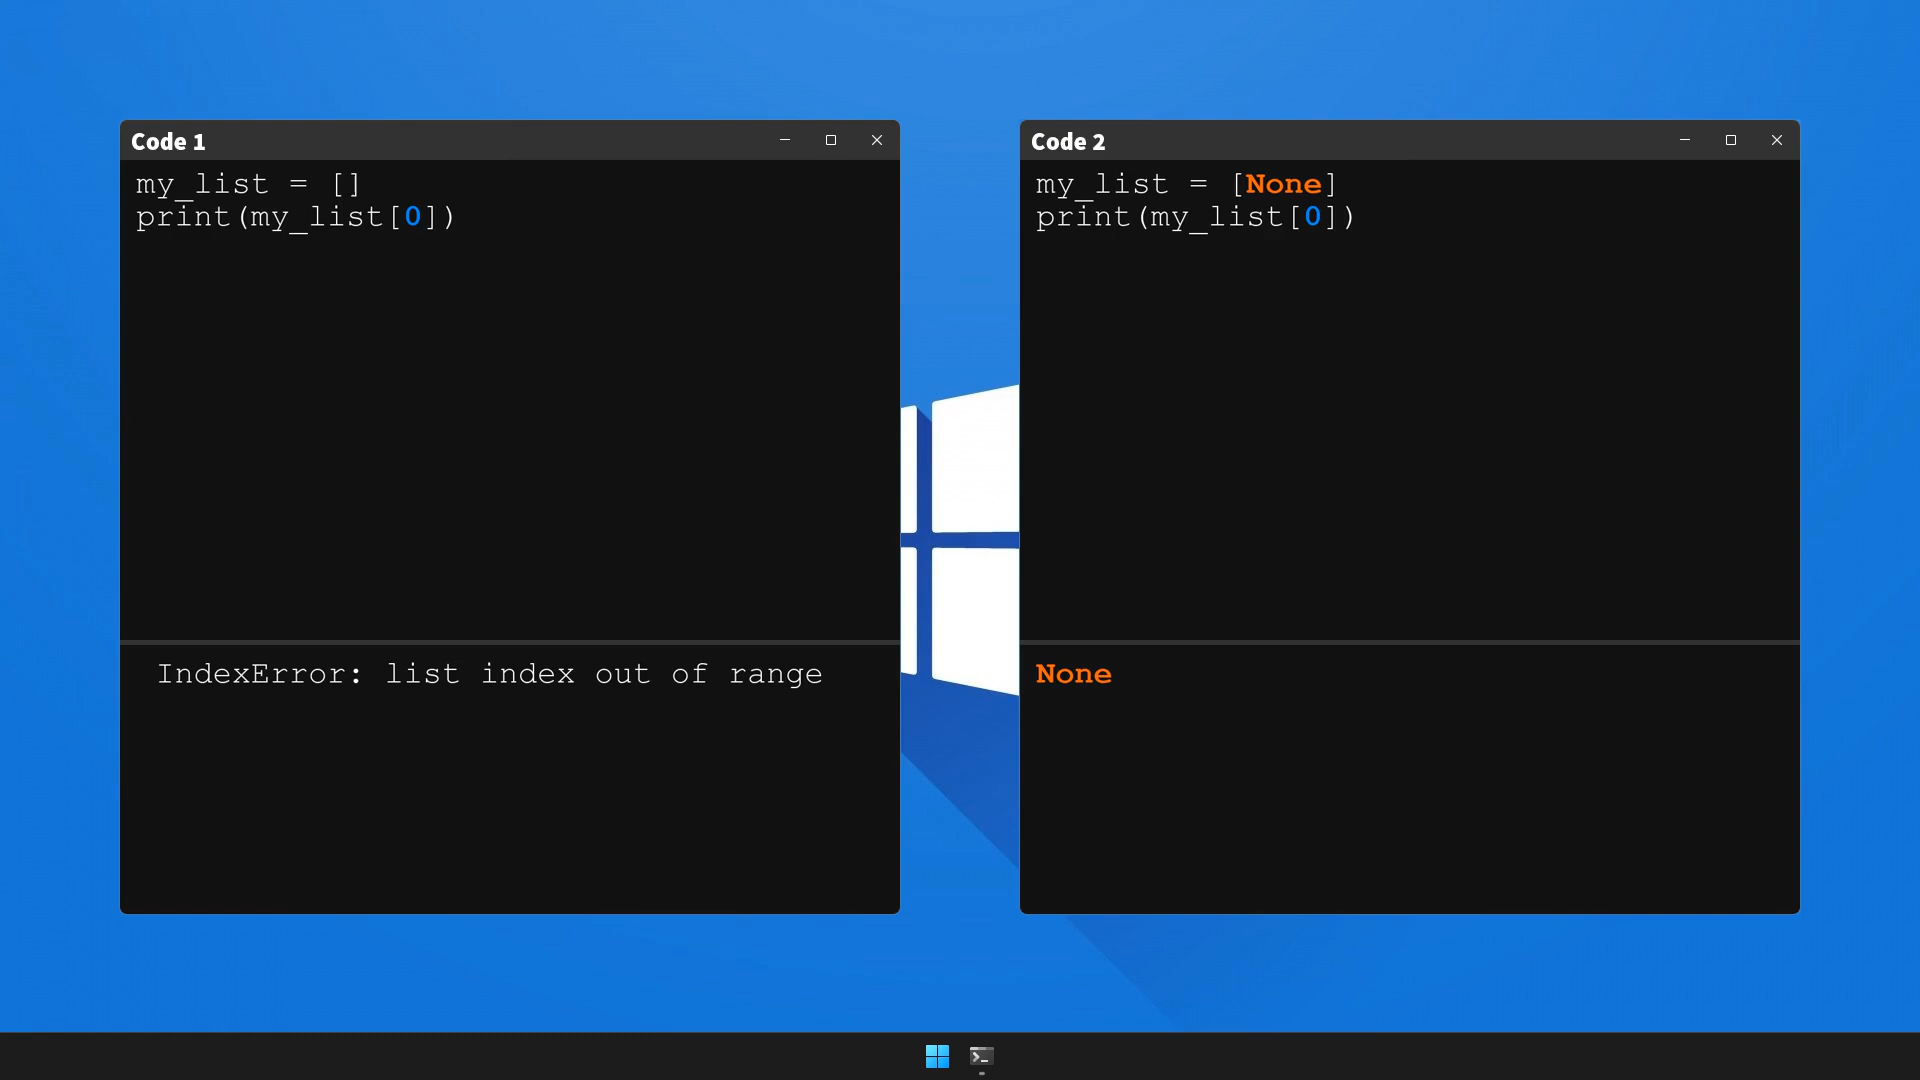 Code 1
my_list = []
print(my_list[0])
IndexError: list index out of range
Code 2
my_list = [None]
print(my_list[0])
None